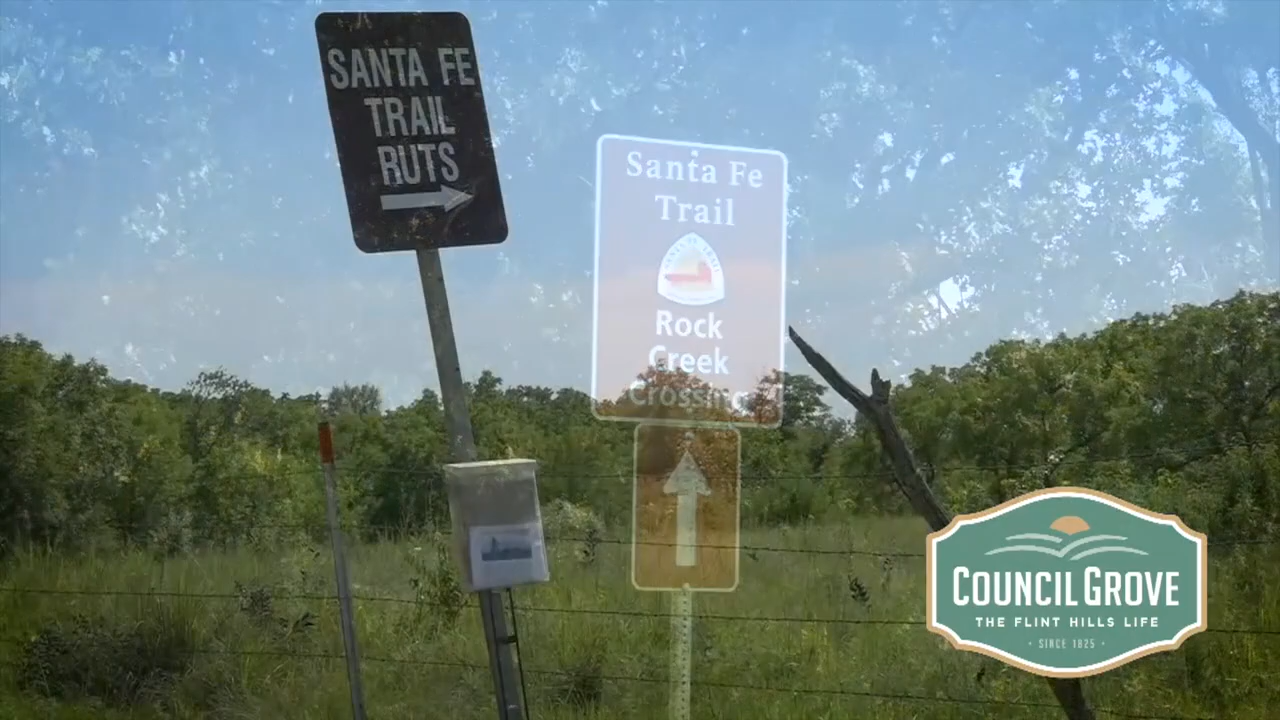 SANTA FE
TRAIL
RUTS
Santa Fe
Trail
Rock
Creek
Crossing
COUNCIL GROVE
THE FLINT HILLS LIFE
• SINCE 1825 •